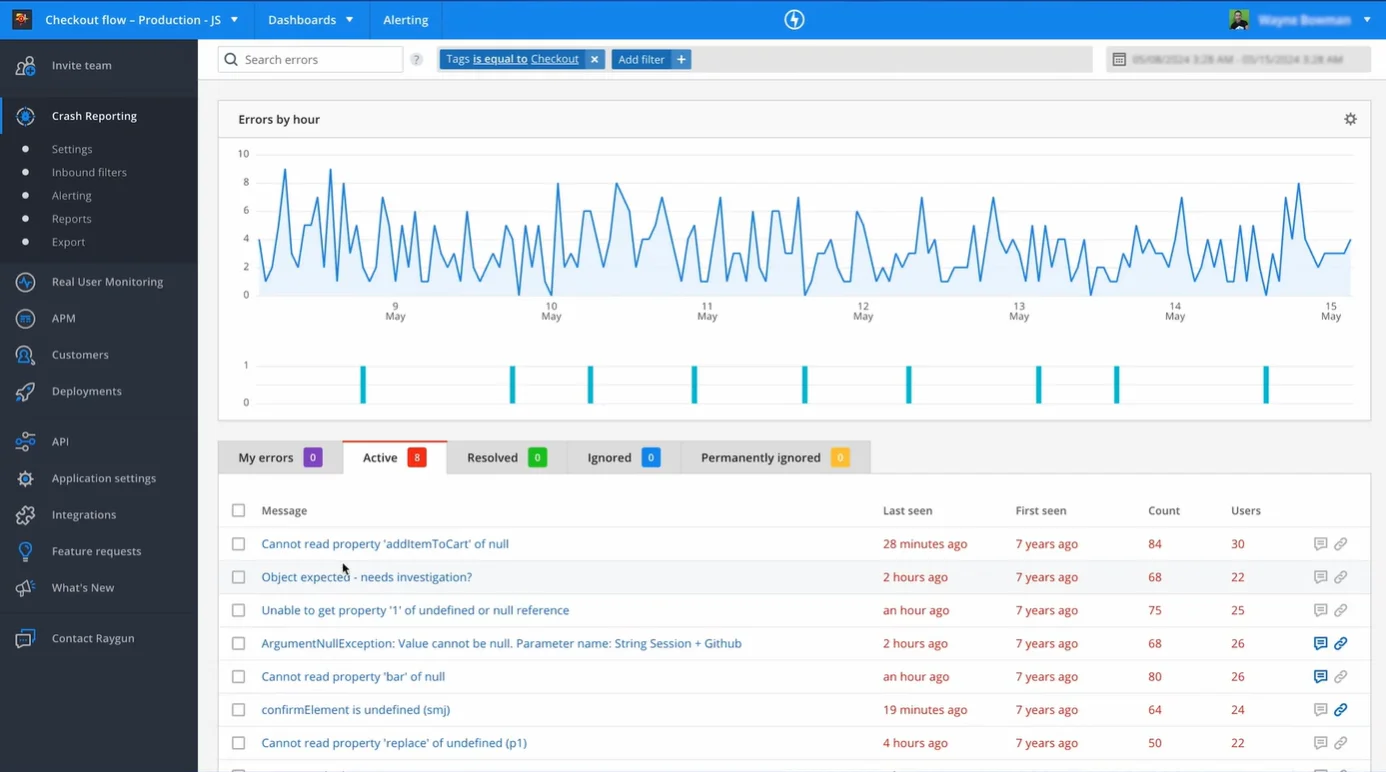 Checkout flow – Production - JS
Dashboards
Alerting
Invite team
Crash Reporting
Settings
Inbound filters
Alerting
Reports
Export
Real User Monitoring
APM
Customers
Deployments
API
Application settings
Integrations
Feature requests
What's New
Contact Raygun
Search errors
?
Tags is equal to Checkout ×
Add filter +
Errors by hour
10
8
6
4
2
0
9 10 11 12 13 14 15
May May May May May May May
1
0
My errors 0 Active 8 Resolved 0 Ignored 0 Permanently ignored 0
Message Last seen First seen Count Users
Cannot read property 'addItemToCart' of null 28 minutes ago 7 years ago 84 30
Object expected - needs investigation? 2 hours ago 7 years ago 68 22
Unable to get property '1' of undefined or null reference an hour ago 7 years ago 75 25
ArgumentNullException: Value cannot be null. Parameter name: String Session + Github 2 hours ago 7 years ago 68 26
Cannot read property 'bar' of null an hour ago 7 years ago 80 26
confirmElement is undefined (smj) 19 minutes ago 7 years ago 64 24
Cannot read property 'replace' of undefined (p1) 4 hours ago 7 years ago 50 22